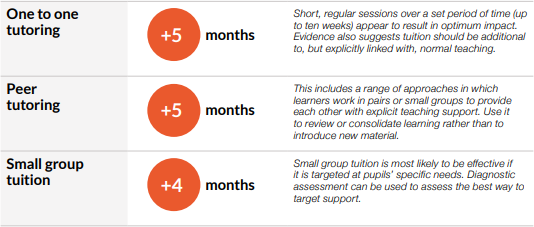 One to one
tutoring
+5 months
Short, regular sessions over a set period of time (up
to ten weeks) appear to result in optimum impact.
Evidence also suggests tuition should be additional
to, but explicitly linked with, normal teaching.
Peer
tutoring
+5 months
This includes a range of approaches in which
learners work in pairs or small groups to provide
each other with explicit teaching support. Use it
to review or consolidate learning rather than to
introduce new material.
Small group
tuition
+4 months
Small group tuition is most likely to be effective if
it is targeted at pupils' specific needs. Diagnostic
assessment can be used to assess the best way to
target support.